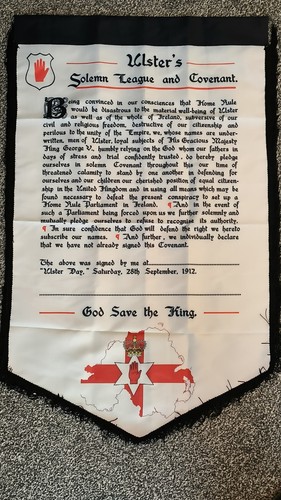 Ulster's
Solemn League and Covenant.
Being convinced in our consciences that Home Rule
would be disastrous to the material well-being of Ulster
as well as of the whole of Ireland, subversive of our
civil and religious freedom, destructive of our citizenship and
perilous to the unity of the Empire, we, whose names are under-
written, men of Ulster, loyal subjects of His Gracious Majesty
King George V., humbly relying on the God whom our fathers in
days of stress and trial confidently trusted, do hereby pledge
ourselves in solemn Covenant throughout this our time of
threatened calamity to stand by one another in defending for
ourselves and our children our cherished position of equal citizen-
ship in the United Kingdom and in using all means which may be
found necessary to defeat the present conspiracy to set up a
Home Rule Parliament in Ireland. ¶ And in the event of
such a Parliament being forced upon us we further solemnly and
mutually pledge ourselves to refuse to recognise its authority.
¶ In sure confidence that God will defend the right we hereto
subscribe our names. ¶ And further, we individually declare
that we have not already signed this Covenant.
The above was signed by me at
"Ulster Day," Saturday, 28th September, 1912.
God Save the King.